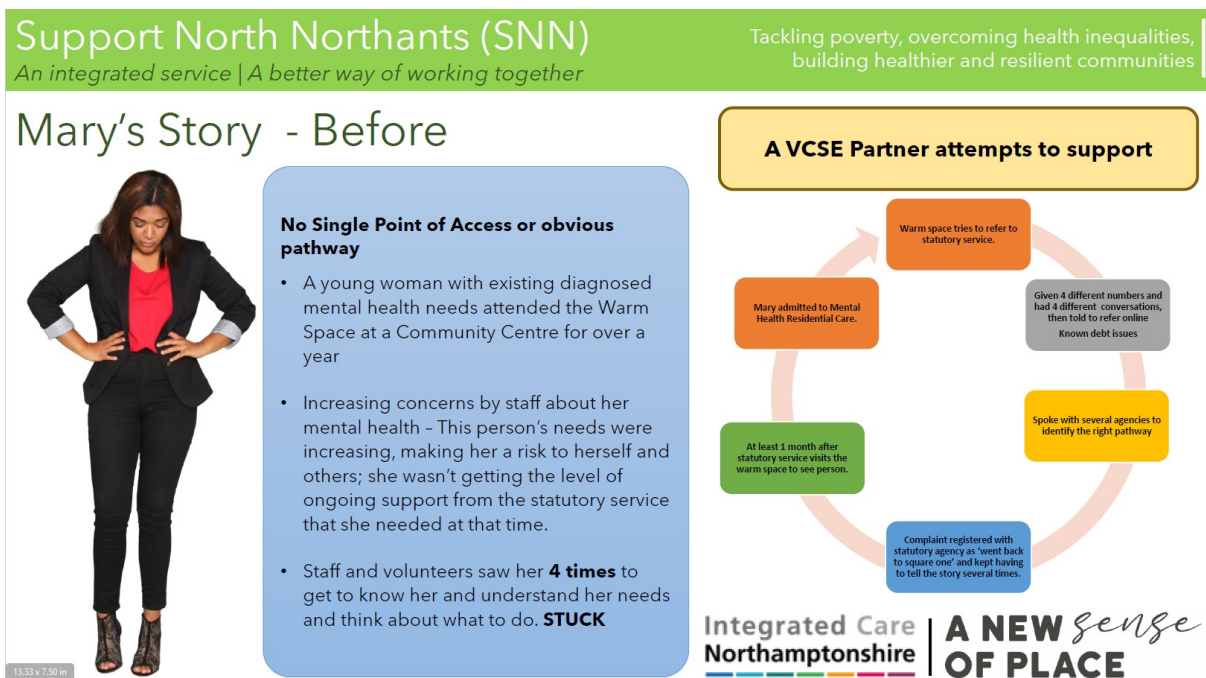 Support North Northants (SNN)
An integrated service | A better way of working together
Tackling poverty, overcoming health inequalities,
building healthier and resilient communities
Mary's Story - Before
No Single Point of Access or obvious
pathway
• A young woman with existing diagnosed
mental health needs attended the Warm
Space at a Community Centre for over a
year
• Increasing concerns by staff about her
mental health – This person's needs were
increasing, making her a risk to herself and
others; she wasn't getting the level of
ongoing support from the statutory service
that she needed at that time.
• Staff and volunteers saw her 4 times to
get to know her and understand her needs
and think about what to do. STUCK
A VCSE Partner attempts to support
Warm space tries to refer to
statutory service.
Given 4 different numbers and
had 4 different conversations,
then told to refer online
Known debt issues
Spoke with several agencies to
identify the right pathway
Complaint registered with
statutory agency as 'went back
to square one' and kept having
to tell the story several times.
At least 1 month after
statutory service visits the
warm space to see person.
Mary admitted to Mental
Health Residential Care.
Integrated Care
Northamptonshire
A NEW sense
OF PLACE
13.33 x 7.50 in